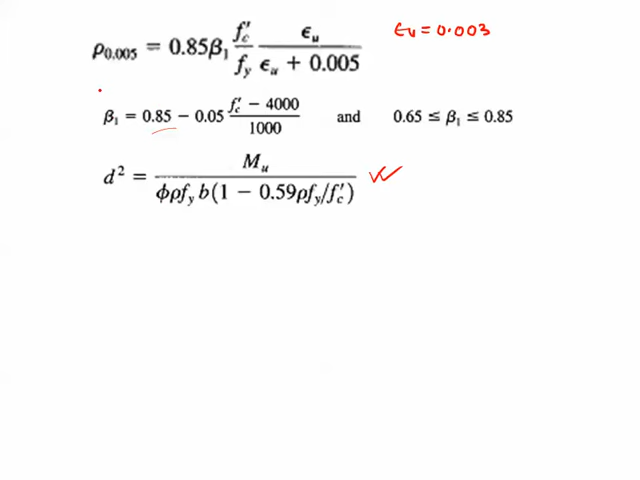 ρ0.005 = 0.85β1 f'c/fy ϵu/(ϵu + 0.005) ϵu = 0.003
β1 = 0.85 − 0.05 (f'c − 4000)/1000 and 0.65 ≤ β1 ≤ 0.85
d² = Mu/(ϕρfy b(1 − 0.59ρfy/f'c))